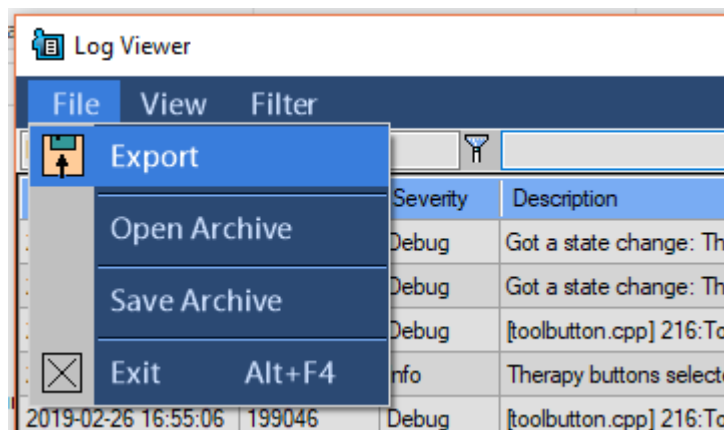 Log Viewer
File View Filter
Export
Severity Description
Open Archive
Debug Got a state change: Th
Debug Got a state change: Th
Save Archive
Debug [toolbutton.cpp] 216:To
Exit Alt+F4
nfo Therapy buttons select
2019-02-26 16:55:06 199046 Debug [toolbutton.cpp] 216:To